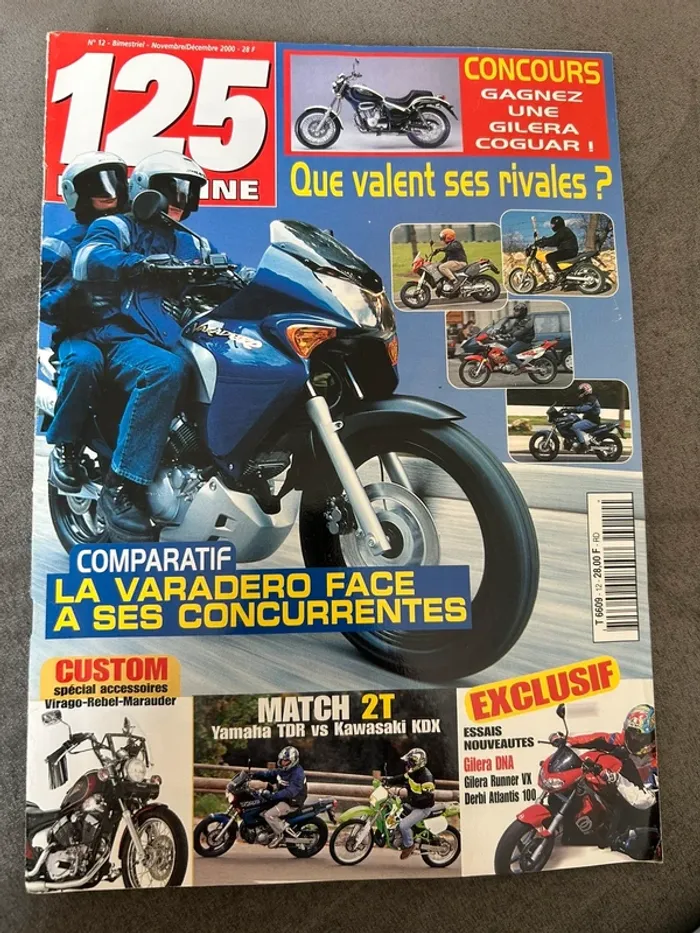 N° 12 - Bimestriel - Novembre/Décembre 2000 - 28 F
125
CONCOURS
GAGNEZ
UNE
GILERA
COGUAR !
Que valent ses rivales ?
VARADERO
COMPARATIF
LA VARADERO FACE
A SES CONCURRENTES
T 6609 - 12 - 28,00 F - RD
CUSTOM
spécial accessoires
Virago-Rebel-Marauder
MATCH 2T
Yamaha TDR vs Kawasaki KDX
EXCLUSIF
ESSAIS
NOUVEAUTES
Gilera DNA
Gilera Runner VX
Derbi Atlantis 100